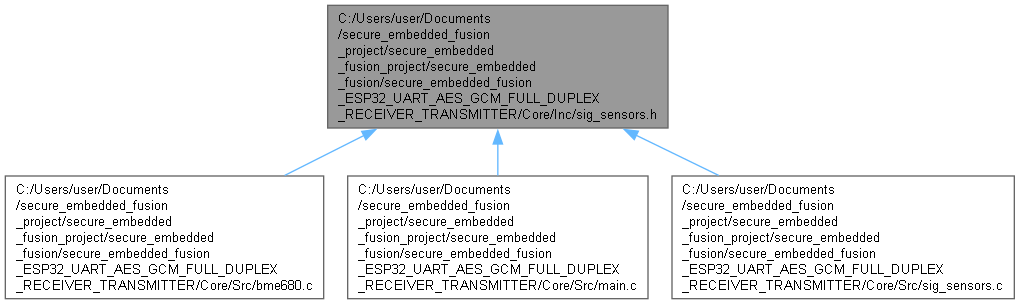 C:/Users/user/Documents
/secure_embedded_fusion
_project/secure_embedded
_fusion_project/secure_embedded
_fusion/secure_embedded_fusion
_ESP32_UART_AES_GCM_FULL_DUPLEX
_RECEIVER_TRANSMITTER/Core/Inc/sig_sensors.h
C:/Users/user/Documents
/secure_embedded_fusion
_project/secure_embedded
_fusion_project/secure_embedded
_fusion/secure_embedded_fusion
_ESP32_UART_AES_GCM_FULL_DUPLEX
_RECEIVER_TRANSMITTER/Core/Src/bme680.c
C:/Users/user/Documents
/secure_embedded_fusion
_project/secure_embedded
_fusion_project/secure_embedded
_fusion/secure_embedded_fusion
_ESP32_UART_AES_GCM_FULL_DUPLEX
_RECEIVER_TRANSMITTER/Core/Src/main.c
C:/Users/user/Documents
/secure_embedded_fusion
_project/secure_embedded
_fusion_project/secure_embedded
_fusion/secure_embedded_fusion
_ESP32_UART_AES_GCM_FULL_DUPLEX
_RECEIVER_TRANSMITTER/Core/Src/sig_sensors.c